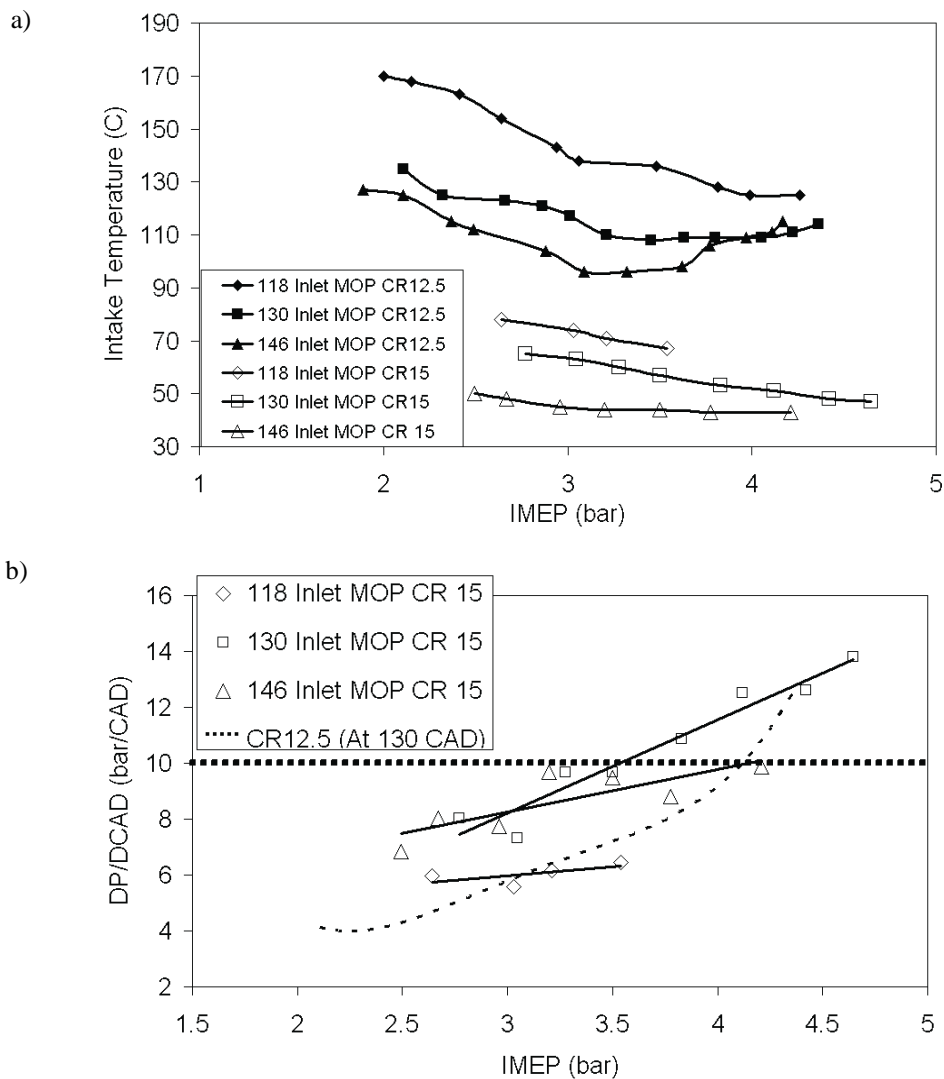 a)
190
170
150
130
110
90
70
50
30
Intake Temperature (C)
118 Inlet MOP CR12.5
130 Inlet MOP CR12.5
146 Inlet MOP CR12.5
118 Inlet MOP CR15
130 Inlet MOP CR15
146 Inlet MOP CR 15
1 2 3 4 5
IMEP (bar)
b)
16
14
12
10
8
6
4
2
DP/DCAD (bar/CAD)
118 Inlet MOP CR 15
130 Inlet MOP CR 15
146 Inlet MOP CR 15
CR12.5 (At 130 CAD)
1.5 2 2.5 3 3.5 4 4.5 5
IMEP (bar)